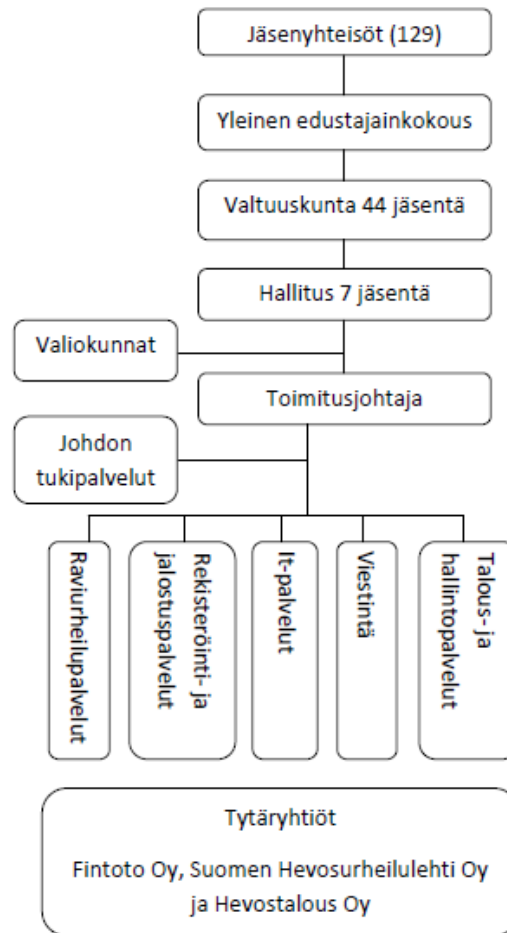 Jäsenyhteisöt (129)
Yleinen edustajainkokous
Valtuuskunta 44 jäsentä
Hallitus 7 jäsentä
Valiokunnat
Toimitusjohtaja
Johdon
tukipalvelut
Raviurheilupalvelut
Rekisteröinti- ja
jalostuspalvelut
It-palvelut
Viestintä
Talous- ja
hallintopalvelut
Tytäryhtiöt
Fintoto Oy, Suomen Hevosurheilulehti Oy
ja Hevostalous Oy